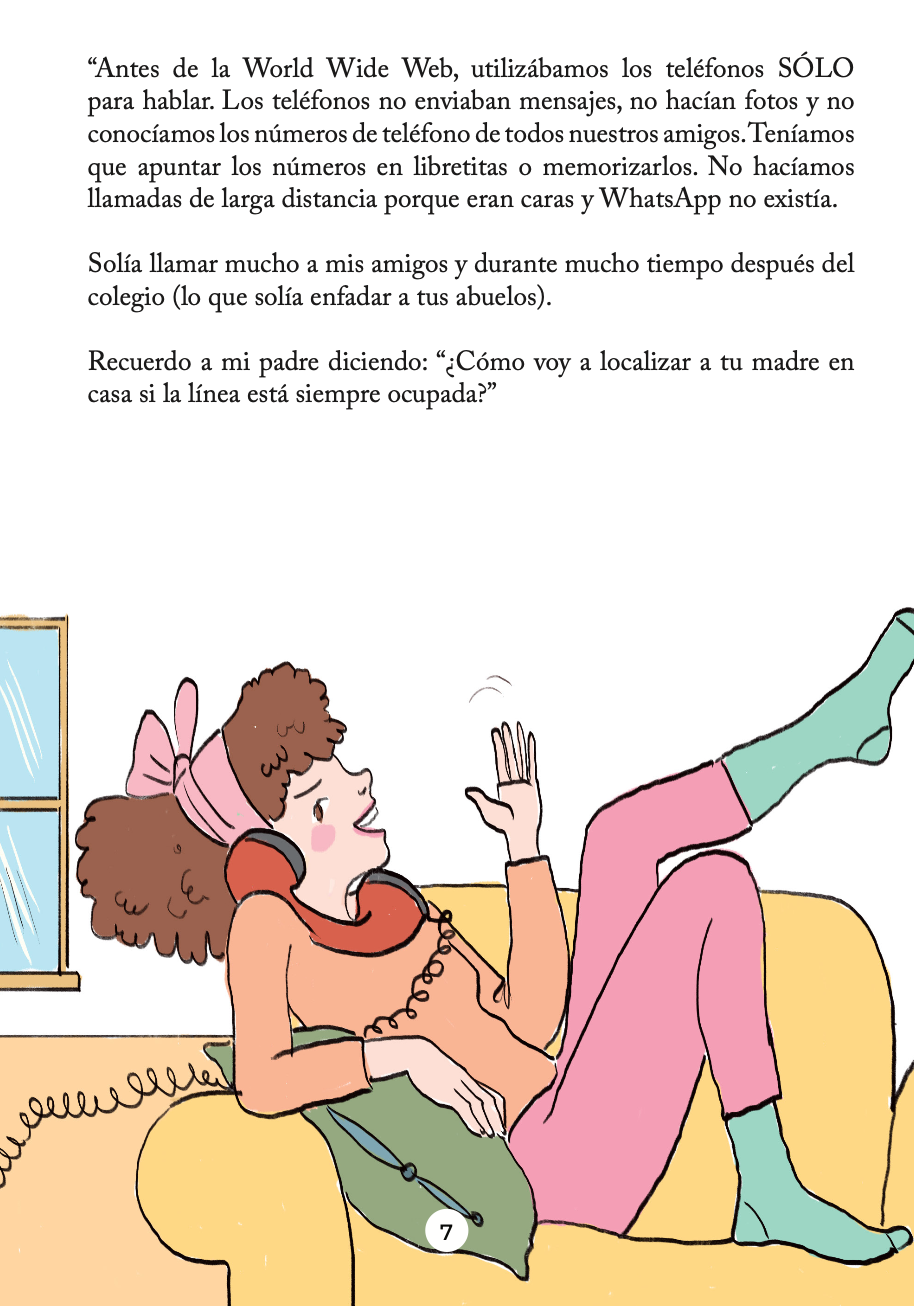 “Antes de la World Wide Web, utilizábamos los teléfonos SÓLO
para hablar. Los teléfonos no enviaban mensajes, no hacían fotos y no
conocíamos los números de teléfono de todos nuestros amigos. Teníamos
que apuntar los números en libretitas o memorizarlos. No hacíamos
llamadas de larga distancia porque eran caras y WhatsApp no existía.
Solía llamar mucho a mis amigos y durante mucho tiempo después del
colegio (lo que solía enfadar a tus abuelos).
Recuerdo a mi padre diciendo: “¿Cómo voy a localizar a tu madre en
casa si la línea está siempre ocupada?”
7